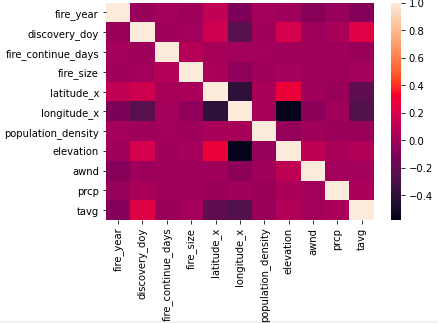 fire_year
discovery_doy
fire_continue_days
fire_size
latitude_x
longitude_x
population_density
elevation
awnd
prcp
tavg
fire_year
discovery_doy
fire_continue_days
fire_size
latitude_x
longitude_x
population_density
elevation
awnd
prcp
tavg
1.0
0.8
0.6
0.4
0.2
0.0
−0.2
−0.4